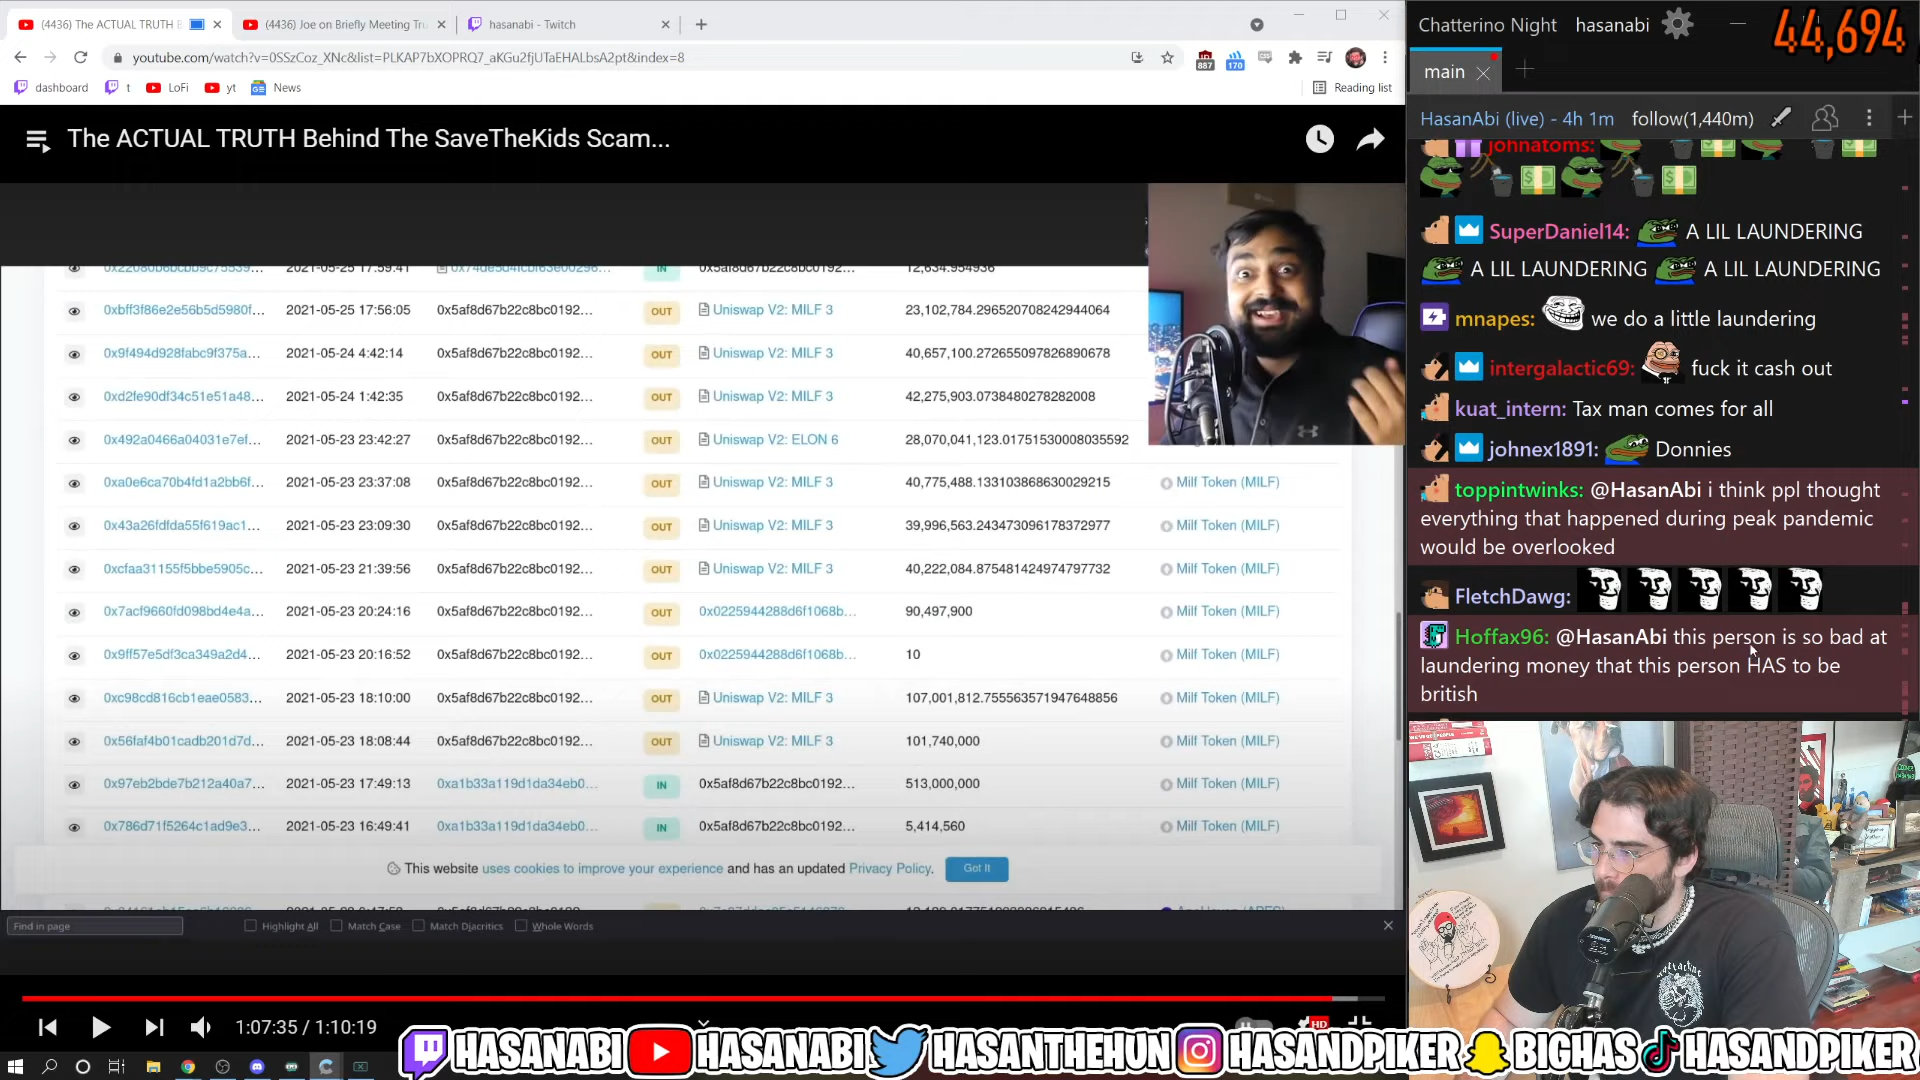 (4436) The ACTUAL TRUTH B
(4436) Joe on Briefly Meeting Tru
hasanabi - Twitch
youtube.com/watch?v=0SSzCoz_XNc&list=PLKAP7bXOPRQ7_aKGu2fjUTaEHALbsA2pt&index=8
887
170
dashboard
t
LoFi
yt
News
Reading list
The ACTUAL TRUTH Behind The SaveTheKids Scam...
2021-05-25 17:59:41
IN
0x5af8d67b22c8bc0192...
12,634.954936
0xbff3f86e2e56b5d5980f...
2021-05-25 17:56:05
0x5af8d67b22c8bc0192...
OUT
Uniswap V2: MILF 3
23,102,784.296520708242944064
0x9f494d928fabc9f375a...
2021-05-24 4:42:14
0x5af8d67b22c8bc0192...
OUT
Uniswap V2: MILF 3
40,657,100.272655097826890678
0xd2fe90df34c51e51a48...
2021-05-24 1:42:35
0x5af8d67b22c8bc0192...
OUT
Uniswap V2: MILF 3
42,275,903.0738480278282008
0x492a0466a04031e7ef...
2021-05-23 23:42:27
0x5af8d67b22c8bc0192...
OUT
Uniswap V2: ELON 6
28,070,041,123.01751530008035592
0xa0e6ca70b4fd1a2bb6f...
2021-05-23 23:37:08
0x5af8d67b22c8bc0192...
OUT
Uniswap V2: MILF 3
40,775,488.133103868630029215
Milf Token (MILF)
0x43a26fdfda55f619ac1...
2021-05-23 23:09:30
0x5af8d67b22c8bc0192...
OUT
Uniswap V2: MILF 3
39,996,563.243473096178372977
Milf Token (MILF)
0xcfaa31155f5bbe5905c...
2021-05-23 21:39:56
0x5af8d67b22c8bc0192...
OUT
Uniswap V2: MILF 3
40,222,084.875481424974797732
Milf Token (MILF)
0x7acf9660fd098bd4e4a...
2021-05-23 20:24:16
0x5af8d67b22c8bc0192...
OUT
0x0225944288d6f1068b...
90,497,900
Milf Token (MILF)
0x9ff57e5df3ca349a2d4...
2021-05-23 20:16:52
0x5af8d67b22c8bc0192...
OUT
0x0225944288d6f1068b...
10
Milf Token (MILF)
0xc98cd816cb1eae0583...
2021-05-23 18:10:00
0x5af8d67b22c8bc0192...
OUT
Uniswap V2: MILF 3
107,001,812.755563571947648856
Milf Token (MILF)
0x56faf4b01cadb201d7d...
2021-05-23 18:08:44
0x5af8d67b22c8bc0192...
OUT
Uniswap V2: MILF 3
101,740,000
Milf Token (MILF)
0x97eb2bde7b212a40a7...
2021-05-23 17:49:13
0xa1b33a119d1da34eb0...
IN
0x5af8d67b22c8bc0192...
513,000,000
Milf Token (MILF)
0x786d71f5264c1ad9e3...
2021-05-23 16:49:41
0xa1b33a119d1da34eb0...
IN
0x5af8d67b22c8bc0192...
5,414,560
Milf Token (MILF)
This website uses cookies to improve your experience and has an updated Privacy Policy.
Got It
Find in page
Highlight All
Match Case
Match Diacritics
Whole Words
1:07:35 / 1:10:19
HD
Chatterino Night
hasanabi
44,694
main
HasanAbi (live) - 4h 1m
follow(1,440m)
johnatoms:
SuperDaniel14: A LIL LAUNDERING
A LIL LAUNDERING A LIL LAUNDERING
mnapes: we do a little laundering
intergalactic69: fuck it cash out
kuat_intern: Tax man comes for all
johnex1891: Donnies
toppintwinks: @HasanAbi i think ppl thought
everything that happened during peak pandemic
would be overlooked
FletchDawg:
Hoffax96: @HasanAbi this person is so bad at
laundering money that this person HAS to be
british
HASANABI
HASANABI
HASANTHEHUN
HASANDPIKER
BIGHAS
HASANDPIKER